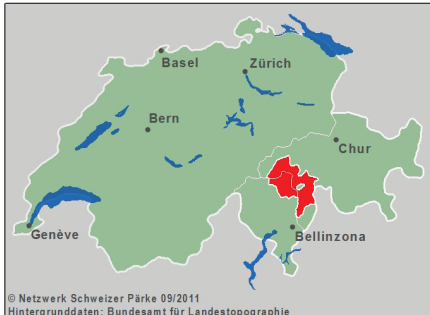 Basel
Zürich
Bern
Chur
Genève
Bellinzona
© Netzwerk Schweizer Pärke 09/2011
Hintergrunddaten: Bundesamt für Landestopographie